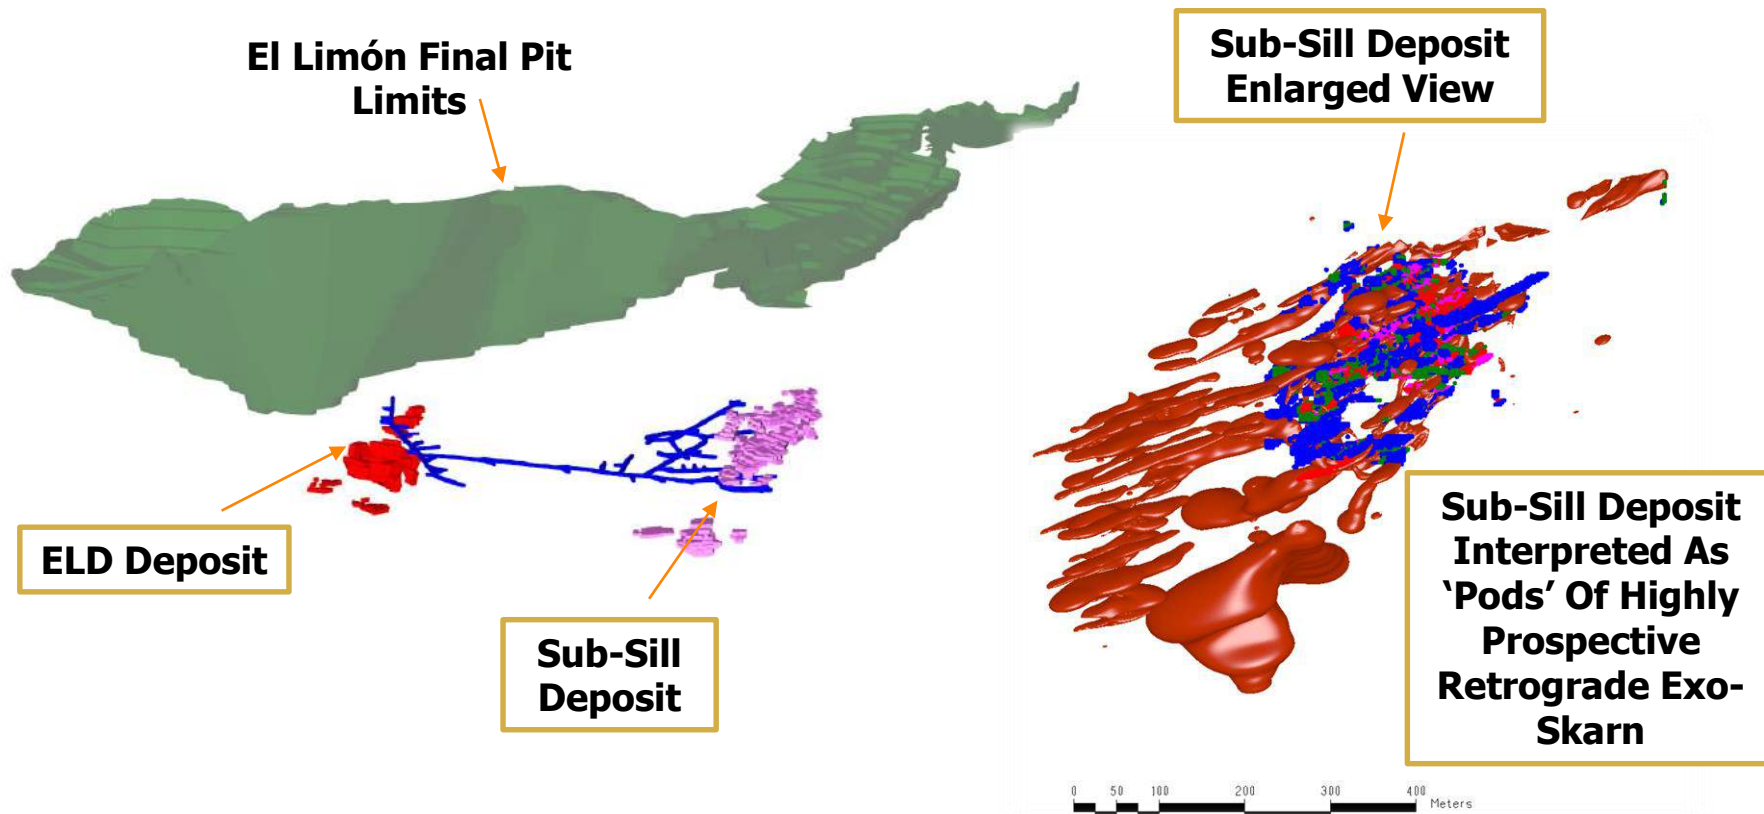 El Limón Final Pit
Limits
Sub-Sill Deposit
Enlarged View
ELD Deposit
Sub-Sill
Deposit
Sub-Sill Deposit
Interpreted As
‘Pods’ Of Highly
Prospective
Retrograde Exo-
Skarn
0 50 100 200 300 400
Meters